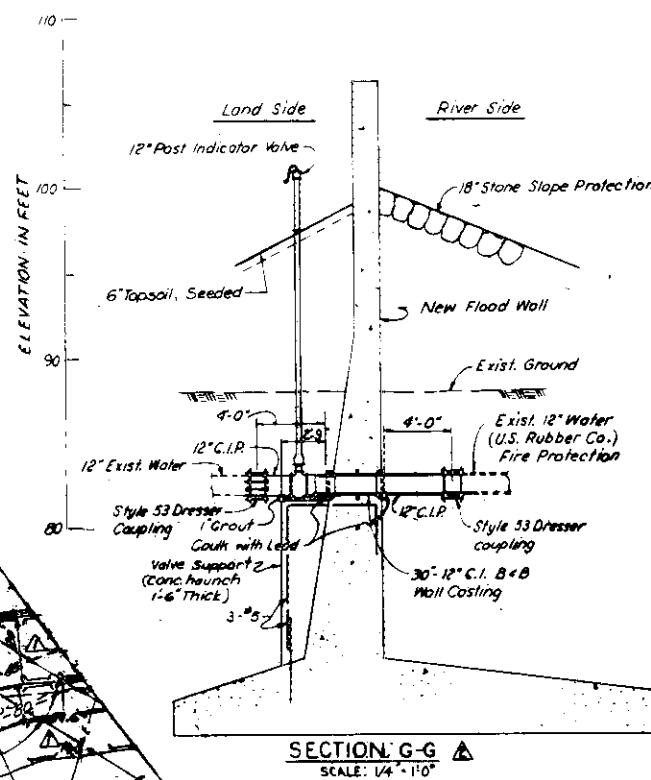 110
Land Side
River Side
12" Post Indicator Valve
100
18" Stone Slope Protection
6" Topsoil, Seeded
New Flood Wall
ELEVATION IN FEET
90
Exist. Ground
4'-0"
4'-0"
Exist. 12" Water
(U.S. Rubber Co.)
Fire Protection
12" C.I.P.
12" Exist. Water
80
Style 53 Dresser
Coupling
1" Grout
Caulk with Lead
12" C.I.P.
Style 53 Dresser
coupling
Valve Support
(conc. haunch
1'-6" Thick)
30"-12" C.I. B & B
Wall Casting
3-#5
SECTION G-G
SCALE: 1/4"-1'0"